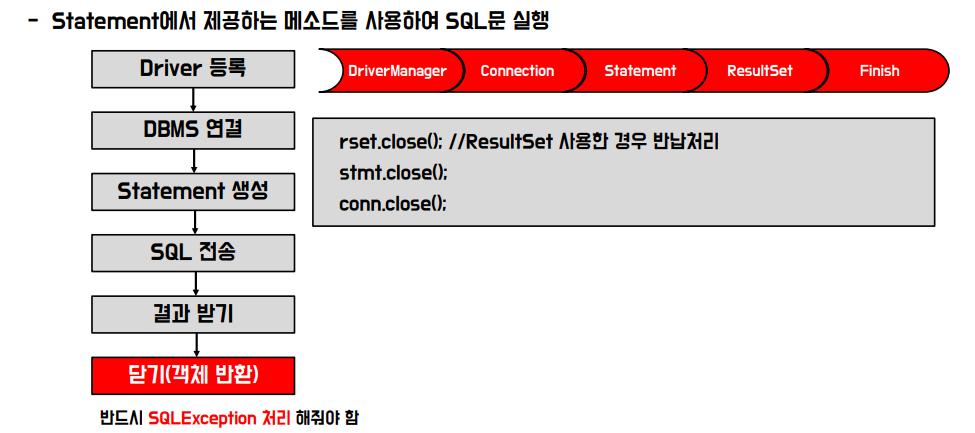 - Statement에서 제공하는 메소드를 사용하여 SQL문 실행
Driver 등록
DBMS 연결
Statement 생성
SQL 전송
결과 받기
닫기(객체 반환)
반드시 SQLException 처리 해줘야 함
DriverManager Connection Statement ResultSet Finish
rset.close(); //ResultSet 사용한 경우 반납처리
stmt.close();
conn.close();